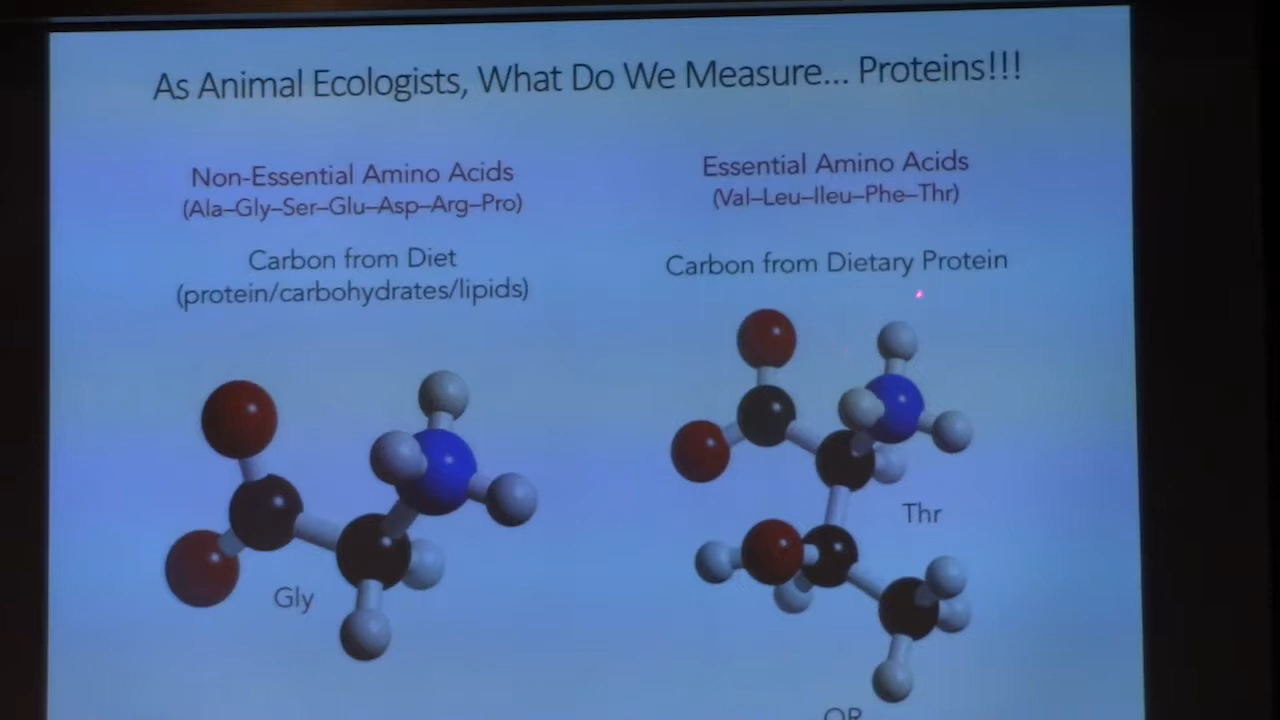 As Animal Ecologists, What Do We Measure... Proteins!!!
Non-Essential Amino Acids
(Ala–Gly–Ser–Glu–Asp–Arg–Pro)
Carbon from Diet
(protein/carbohydrates/lipids)
Gly
Essential Amino Acids
(Val–Leu–Ileu–Phe–Thr)
Carbon from Dietary Protein
Thr
OR